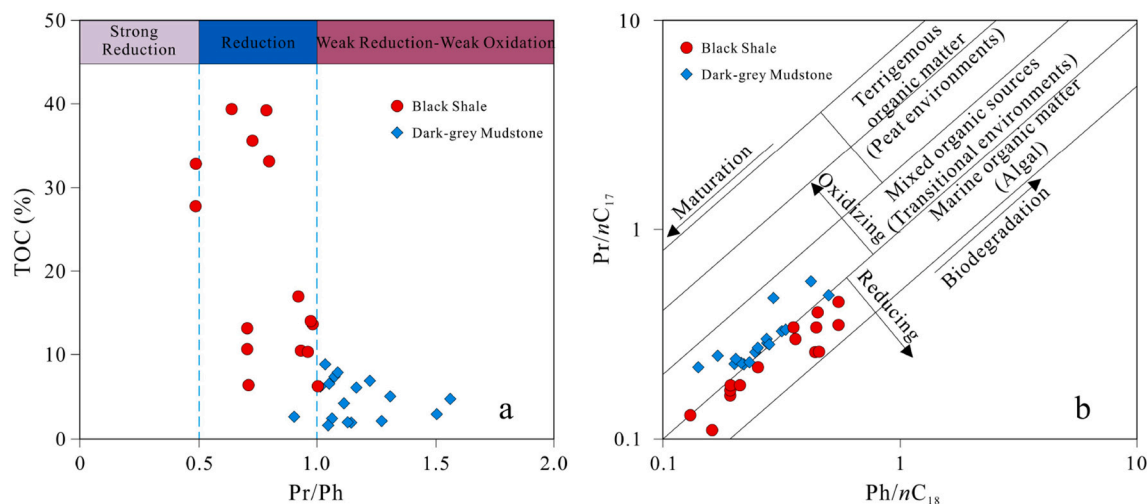 Strong
Reduction
Reduction
Weak Reduction-Weak Oxidation
Black Shale
Dark-grey Mudstone
TOC (%)
50
40
30
20
10
0
0
0.5
1.0
1.5
2.0
Pr/Ph
a
Black Shale
Dark-grey Mudstone
Terrigemous
organic matter
(Peat environments)
Mixed organic sources
(Transitional environments)
Marine organic matter
(Algal)
Maturation
Oxidizing
Reducing
Biodegradation
Pr/nC17
10
1
0.1
0.1
1
10
Ph/nC18
b